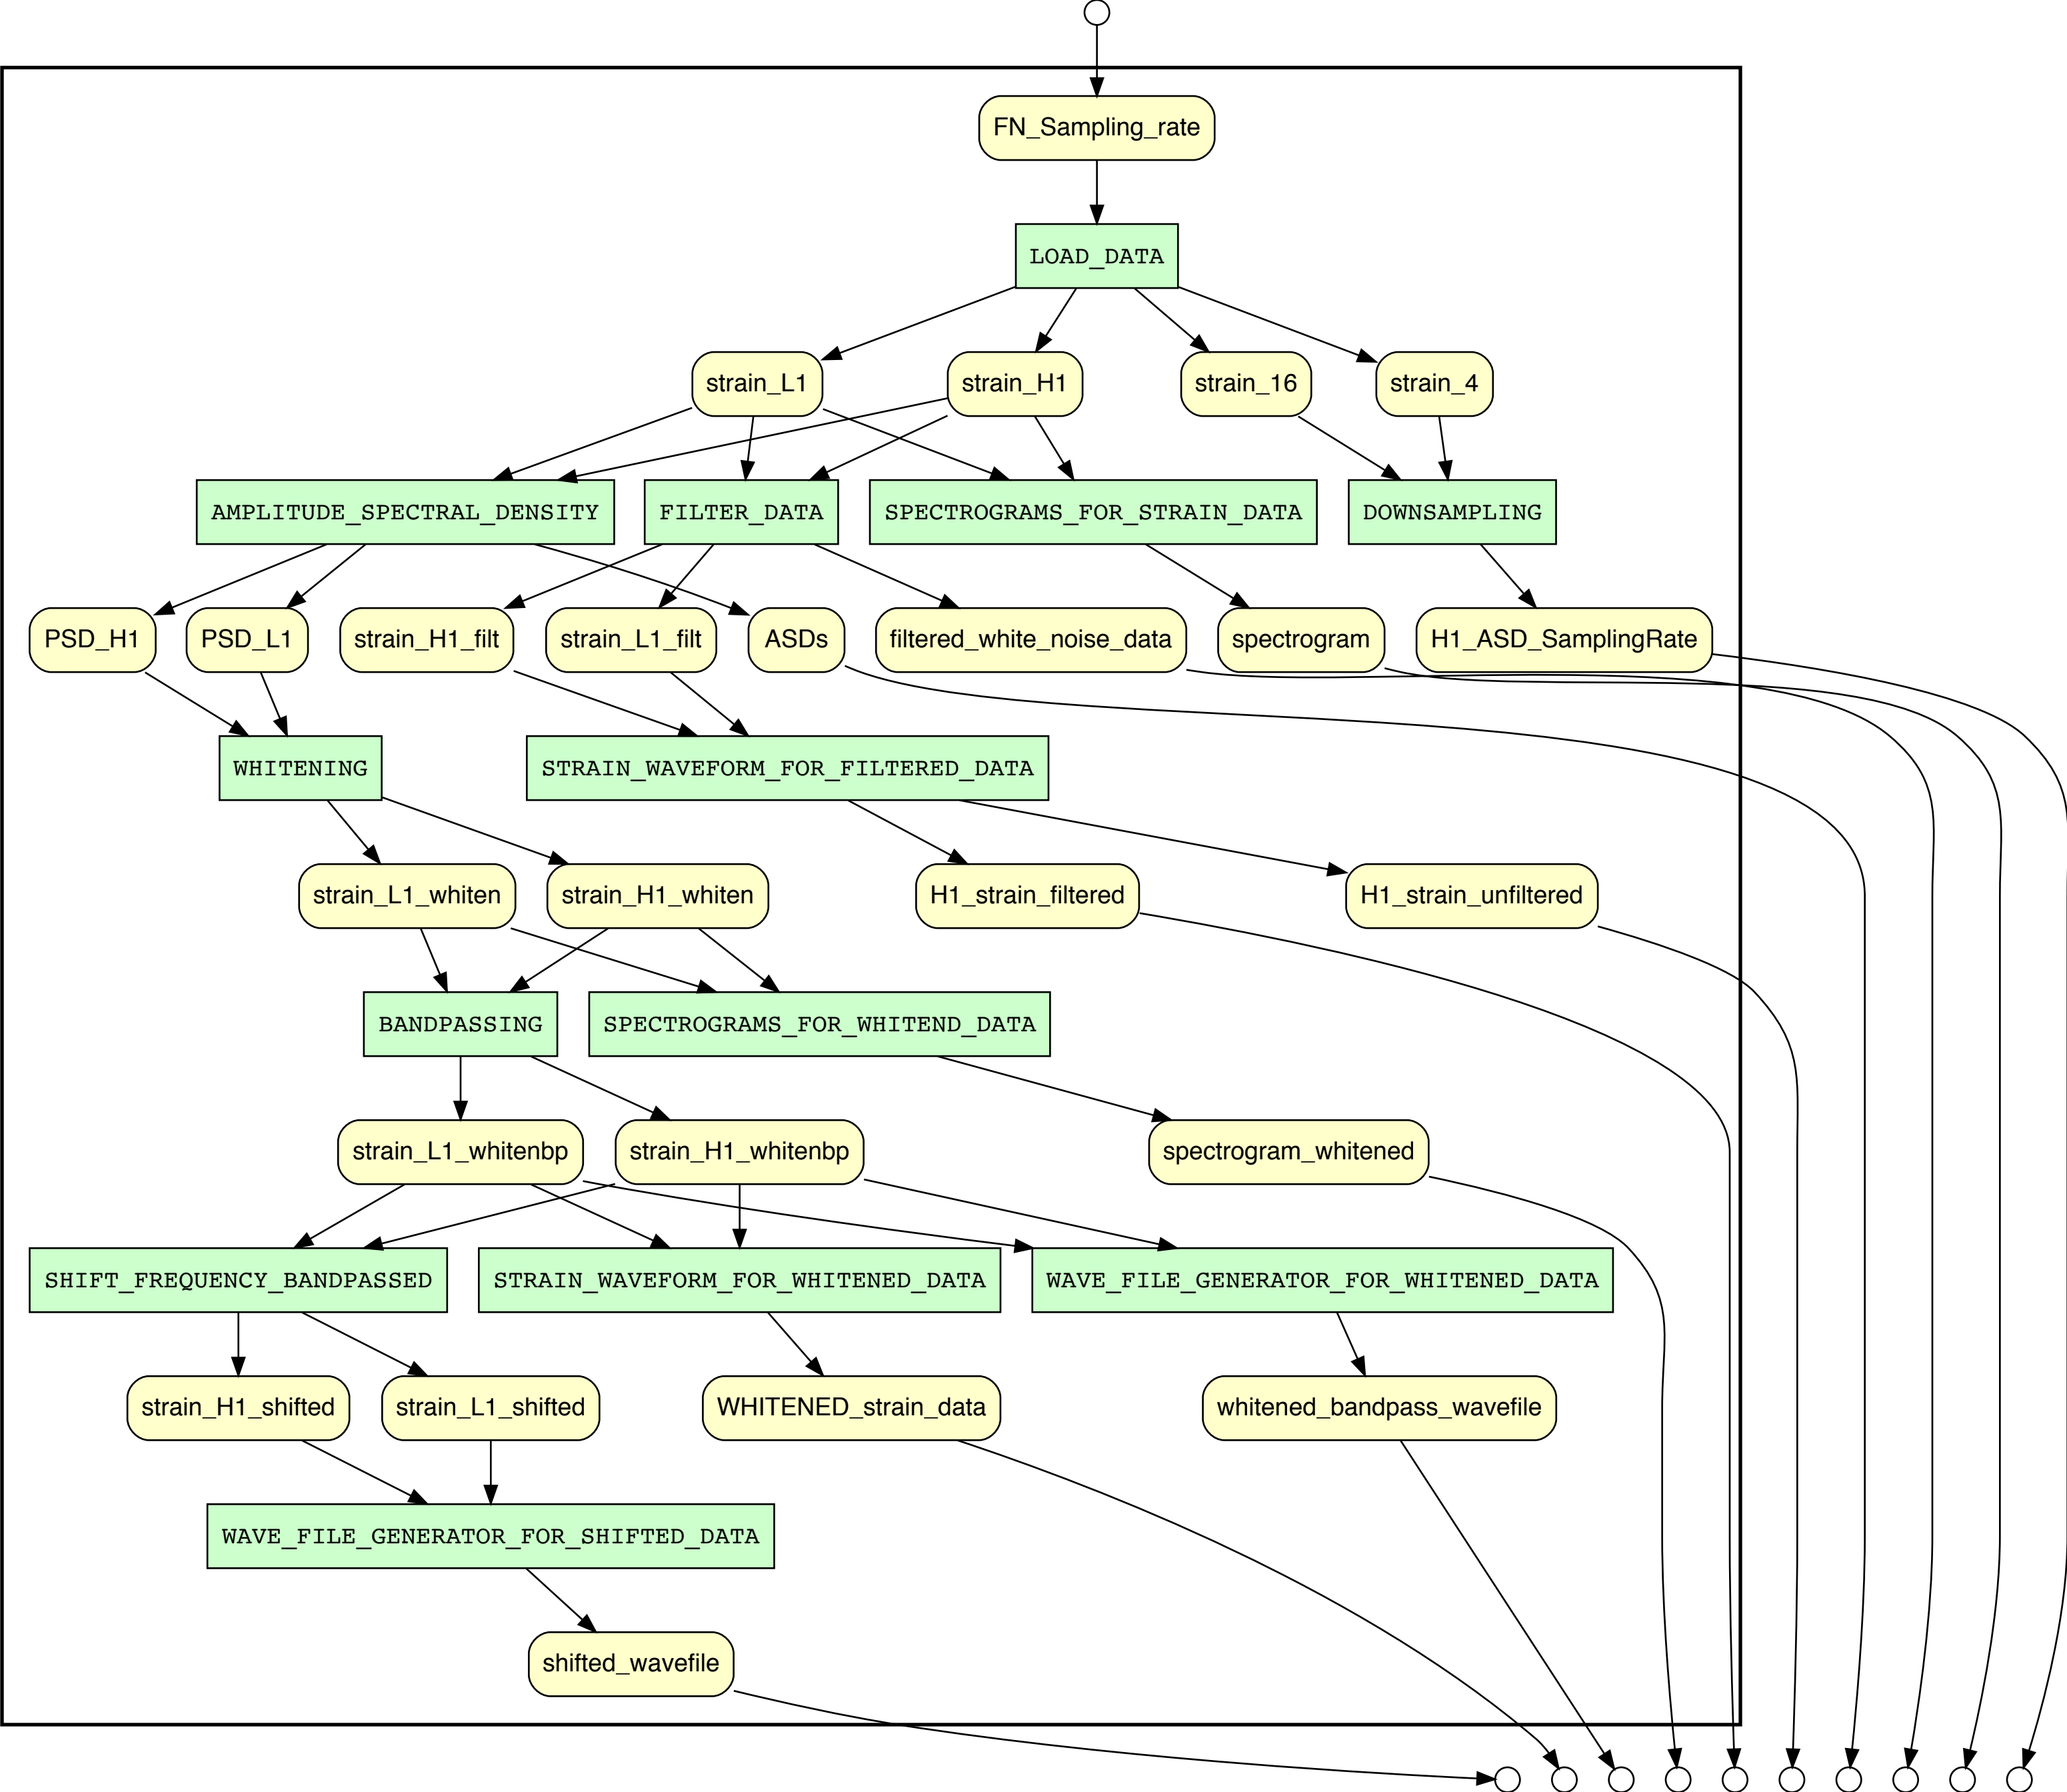 FN_Sampling_rate
LOAD_DATA
strain_L1
strain_H1
strain_16
strain_4
AMPLITUDE_SPECTRAL_DENSITY
FILTER_DATA
SPECTROGRAMS_FOR_STRAIN_DATA
DOWNSAMPLING
PSD_H1
PSD_L1
strain_H1_filt
strain_L1_filt
ASDs
filtered_white_noise_data
spectrogram
H1_ASD_SamplingRate
WHITENING
STRAIN_WAVEFORM_FOR_FILTERED_DATA
strain_L1_whiten
strain_H1_whiten
H1_strain_filtered
H1_strain_unfiltered
BANDPASSING
SPECTROGRAMS_FOR_WHITEND_DATA
strain_L1_whitenbp
strain_H1_whitenbp
spectrogram_whitened
SHIFT_FREQUENCY_BANDPASSED
STRAIN_WAVEFORM_FOR_WHITENED_DATA
WAVE_FILE_GENERATOR_FOR_WHITENED_DATA
strain_H1_shifted
strain_L1_shifted
WHITENED_strain_data
whitened_bandpass_wavefile
WAVE_FILE_GENERATOR_FOR_SHIFTED_DATA
shifted_wavefile